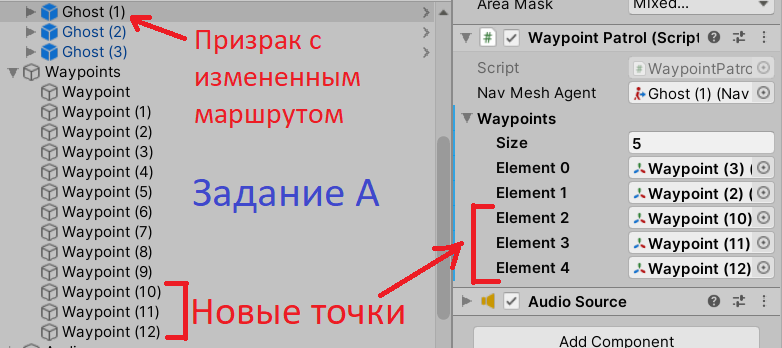 Ghost (1)
Ghost (2)
Ghost (3)
Waypoints
Waypoint
Waypoint (1)
Waypoint (2)
Waypoint (3)
Waypoint (4)
Waypoint (5)
Waypoint (6)
Waypoint (7)
Waypoint (8)
Waypoint (9)
Waypoint (10)
Waypoint (11)
Waypoint (12)
Призрак с
измененным
маршрутом
Задание А
Новые точки
Area Mask Mixed...
Waypoint Patrol (Script
Script WaypointPatro
Nav Mesh Agent Ghost (1) (Nav
Waypoints
Size 5
Element 0 Waypoint (3) (
Element 1 Waypoint (2) (
Element 2 Waypoint (10)
Element 3 Waypoint (11)
Element 4 Waypoint (12)
Audio Source
Add Component